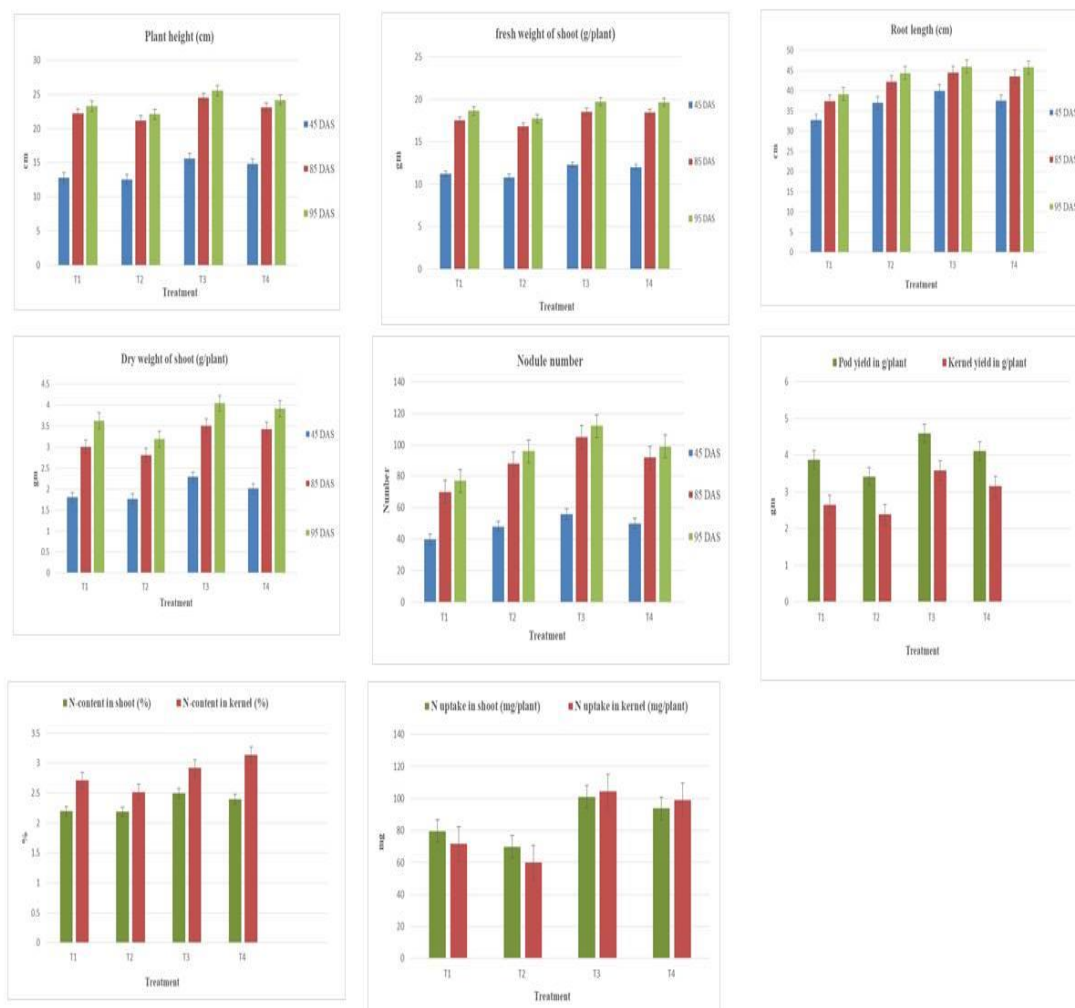 Plant height (cm)
30
25
20
15
10
5
0
cm
T1
T2
T3
T4
Treatment
45 DAS
85 DAS
95 DAS
fresh weight of shoot (g/plant)
25
20
15
10
5
0
gm
T1
T2
T3
T4
Treatment
45 DAS
85 DAS
95 DAS
Root length (cm)
50
45
40
35
30
25
20
15
10
5
0
cm
T1
T2
T3
T4
Treatment
45 DAS
85 DAS
95 DAS
Dry weight of shoot (g/plant)
4.5
4
3.5
3
2.5
2
1.5
1
0.5
0
gm
T1
T2
T3
T4
Treatment
45 DAS
85 DAS
95 DAS
Nodule number
140
120
100
80
60
40
20
0
Number
T1
T2
T3
T4
Treatment
45 DAS
85 DAS
95 DAS
Pod yield in g/plant
Kernel yield in g/plant
6
5
4
3
2
1
0
gm
T1
T2
T3
T4
Treatment
N-content in shoot (%)
N-content in kernel (%)
3.5
3
2.5
2
1.5
1
0.5
0
%
T1
T2
T3
T4
Treatment
N uptake in shoot (mg/plant)
N uptake in kernel (mg/plant)
140
120
100
80
60
40
20
0
mg
T1
T2
T3
T4
Treatment